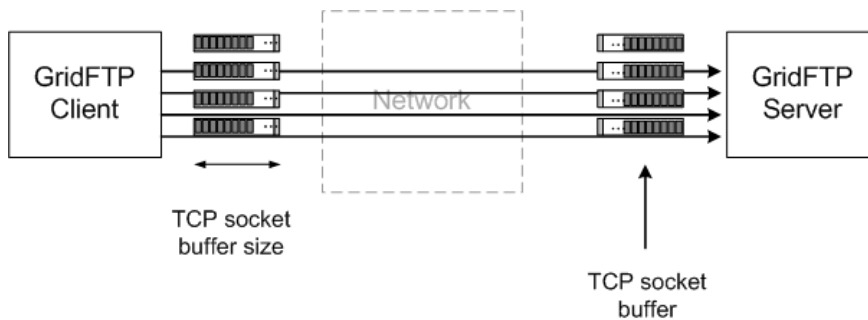 GridFTP
Client
Network
GridFTP
Server
TCP socket
buffer size
TCP socket
buffer